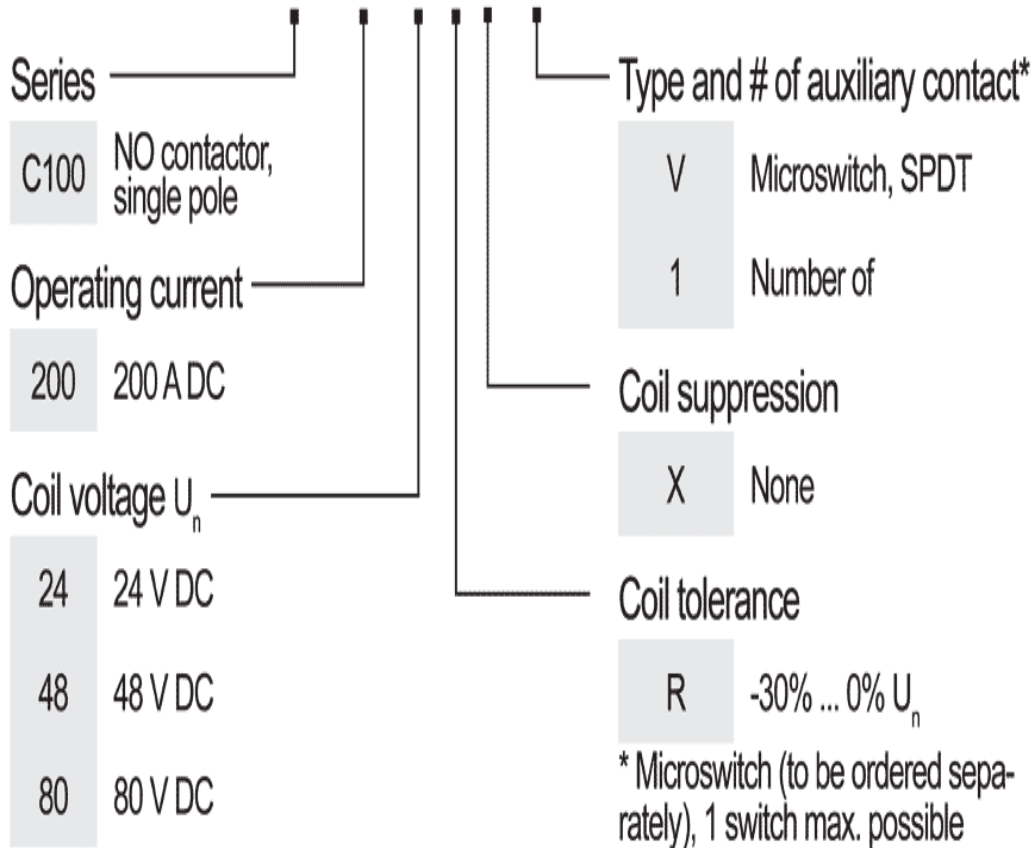 Series
C100 NO contactor,
single pole
Operating current
200 200 A DC
Coil voltage Un
24 24 V DC
48 48 V DC
80 80 V DC
Type and # of auxiliary contact*
V Microswitch, SPDT
1 Number of
Coil suppression
X None
Coil tolerance
R -30% ... 0% Un
* Microswitch (to be ordered sepa-
rately), 1 switch max. possible